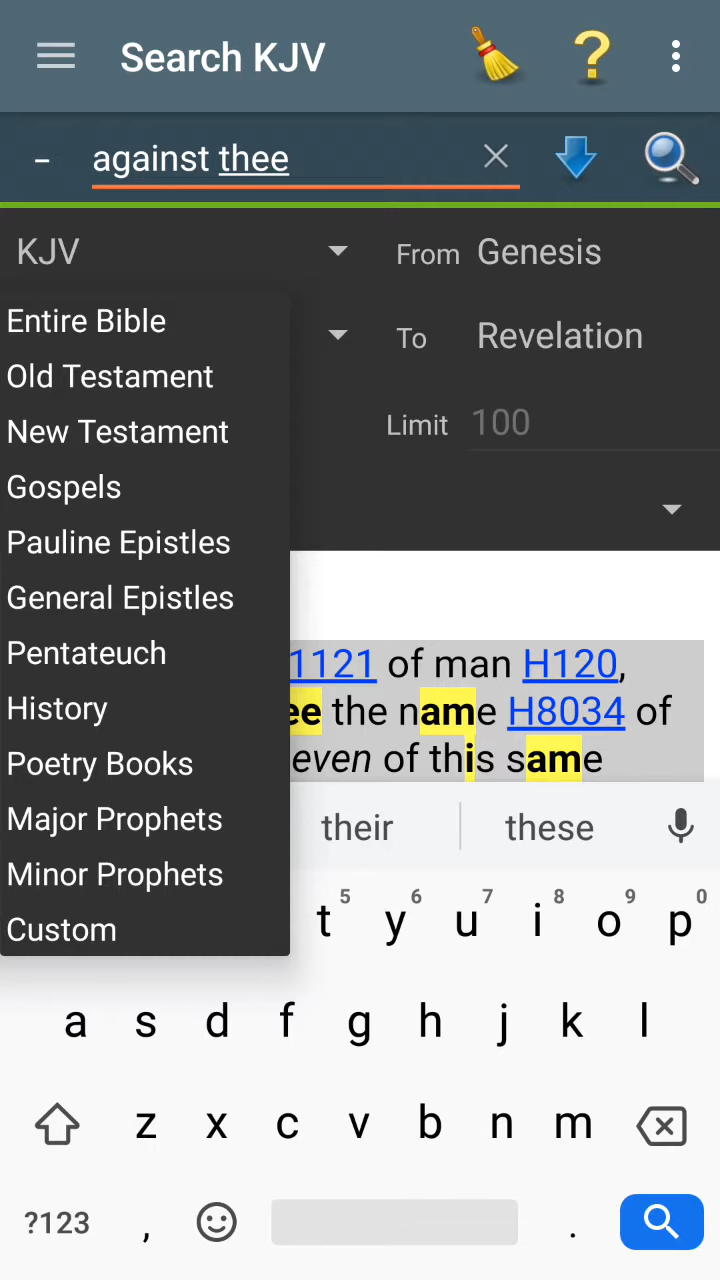 Search KJV
- against thee
KJV From Genesis
To Revelation
Limit 100
Entire Bible
Old Testament
New Testament
Gospels
Pauline Epistles
General Epistles
Pentateuch
History
Poetry Books
Major Prophets
Minor Prophets
Custom
1121 of man H120,
ee the name H8034 of
even of this same
their these
t 5 y 6 u 7 i 8 o 9 p 0
a s d f g h j k l
z x c v b n m
?123 , .